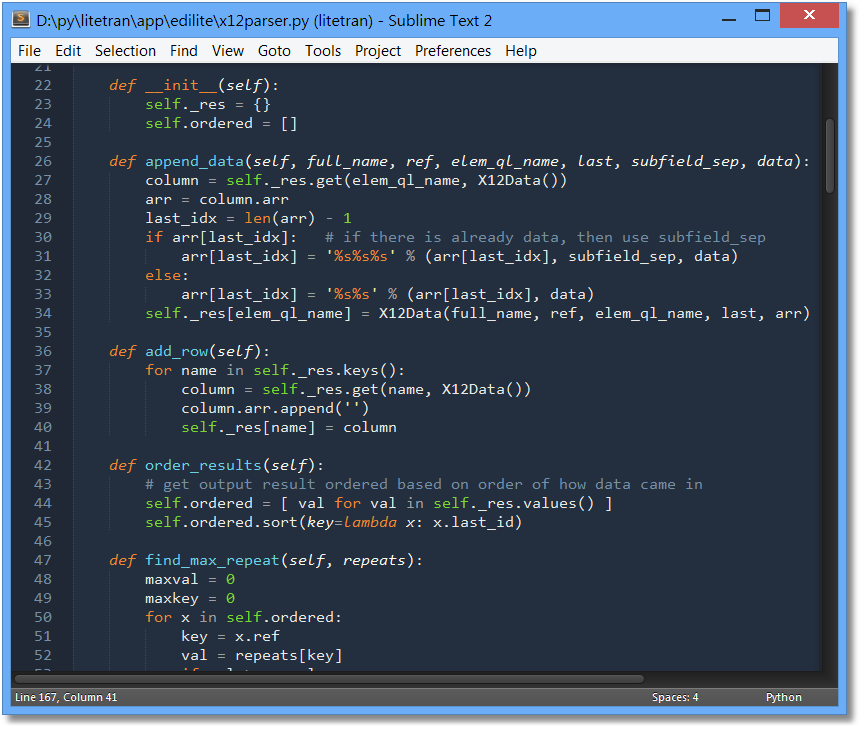 D:\py\litetran\app\edilite\x12parser.py (litetran) - Sublime Text 2
File Edit Selection Find View Goto Tools Project Preferences Help
21
22 def __init__(self):
23 self._res = {}
24 self.ordered = []
25
26 def append_data(self, full_name, ref, elem_ql_name, last, subfield_sep, data):
27 column = self._res.get(elem_ql_name, X12Data())
28 arr = column.arr
29 last_idx = len(arr) - 1
30 if arr[last_idx]: # if there is already data, then use subfield_sep
31 arr[last_idx] = '%s%s%s' % (arr[last_idx], subfield_sep, data)
32 else:
33 arr[last_idx] = '%s%s' % (arr[last_idx], data)
34 self._res[elem_ql_name] = X12Data(full_name, ref, elem_ql_name, last, arr)
35
36 def add_row(self):
37 for name in self._res.keys():
38 column = self._res.get(name, X12Data())
39 column.arr.append('')
40 self._res[name] = column
41
42 def order_results(self):
43 # get output result ordered based on order of how data came in
44 self.ordered = [ val for val in self._res.values() ]
45 self.ordered.sort(key=lambda x: x.last_id)
46
47 def find_max_repeat(self, repeats):
48 maxval = 0
49 maxkey = 0
50 for x in self.ordered:
51 key = x.ref
52 val = repeats[key]
Line 167, Column 41 Spaces: 4 Python